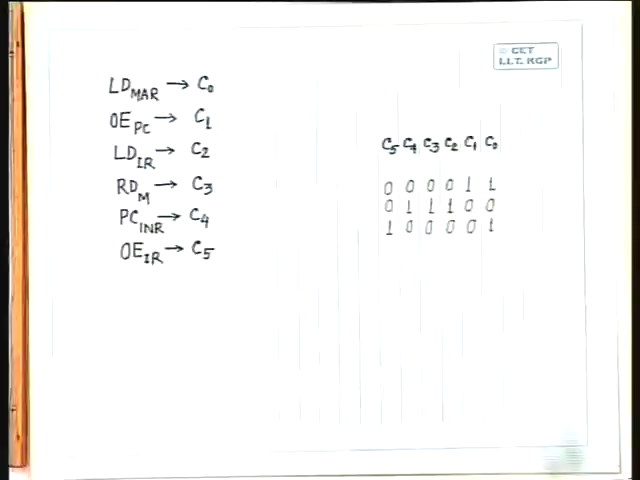 © CET
I.I.T. KGP
LD_MAR → C₀
OE_PC → C₁
LD_IR → C₂
RD_M → C₃
PC_INR → C₄
OE_IR → C₅
C₅ C₄ C₃ C₂ C₁ C₀
0 0 0 0 1 1
0 1 1 1 0 0
1 0 0 0 0 1